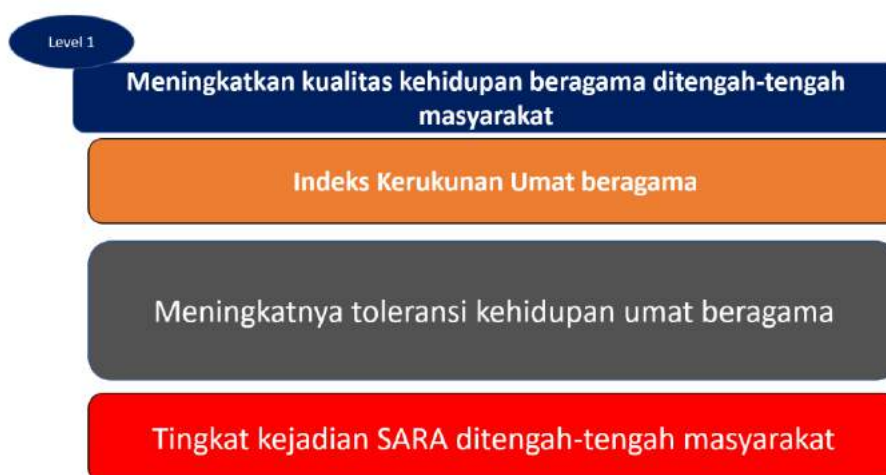 Level 1
Meningkatkan kualitas kehidupan beragama ditengah-tengah
masyarakat
Indeks Kerukunan Umat beragama
Meningkatnya toleransi kehidupan umat beragama
Tingkat kejadian SARA ditengah-tengah masyarakat